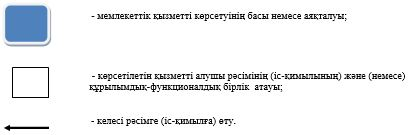 - мемлекеттік қызметті көрсетуінің басы немесе аяқталуы;
- көрсетілетін қызметті алушы рәсімінің (іс-қимылының) және (немесе)
құрылымдық-функционалдық бірлік атауы;
- келесі рәсімге (іс-қимылға) өту.